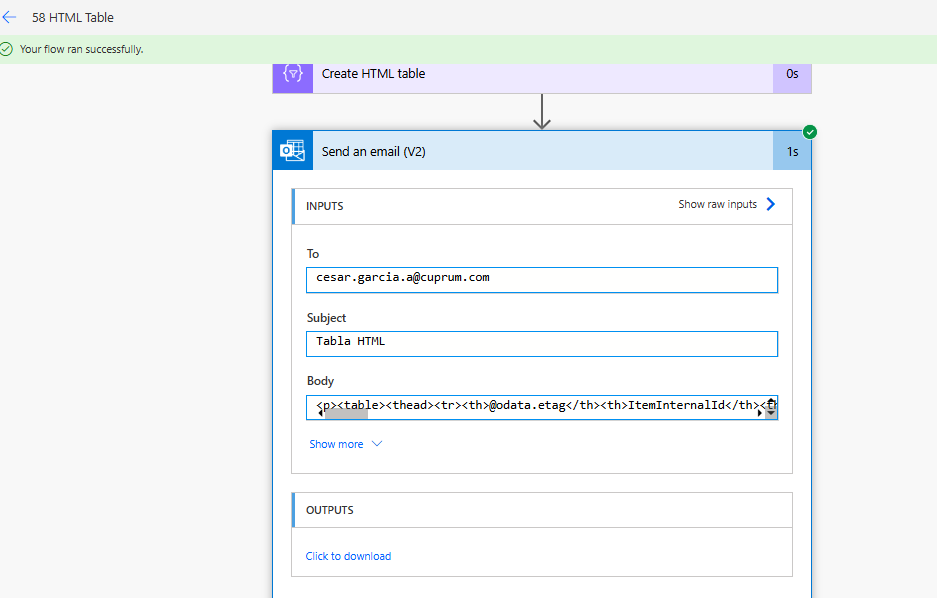 58 HTML Table
Your flow ran successfully.
Create HTML table
0s
Send an email (V2)
1s
INPUTS
Show raw inputs
To
cesar.garcia.a@cuprum.com
Subject
Tabla HTML
Body
<p><table><thead><tr><th>@odata.etag</th><th>ItemInternalId</th><th
Show more
OUTPUTS
Click to download